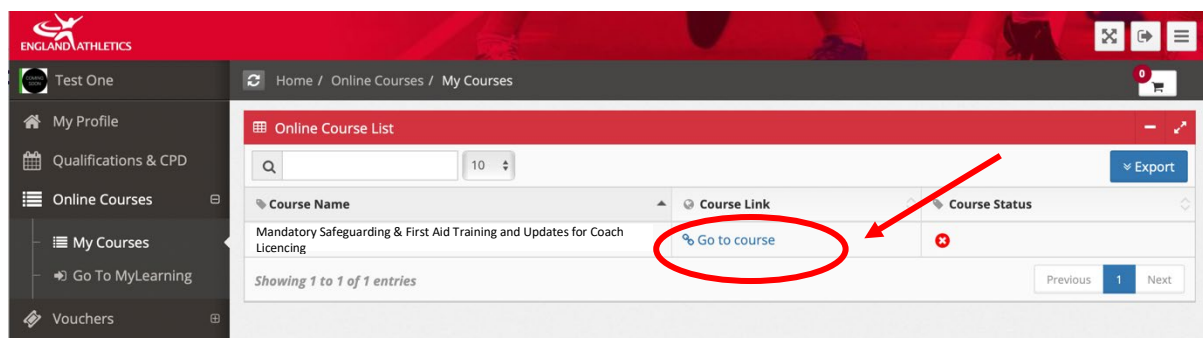 ENGLAND ATHLETICS
COMING SOON
Test One
Home / Online Courses / My Courses
0
My Profile
Qualifications & CPD
Online Courses
My Courses
Go To MyLearning
Vouchers
Online Course List
10
Export
Course Name
Course Link
Course Status
Mandatory Safeguarding & First Aid Training and Updates for Coach
Licencing
Go to course
Showing 1 to 1 of 1 entries
Previous 1 Next